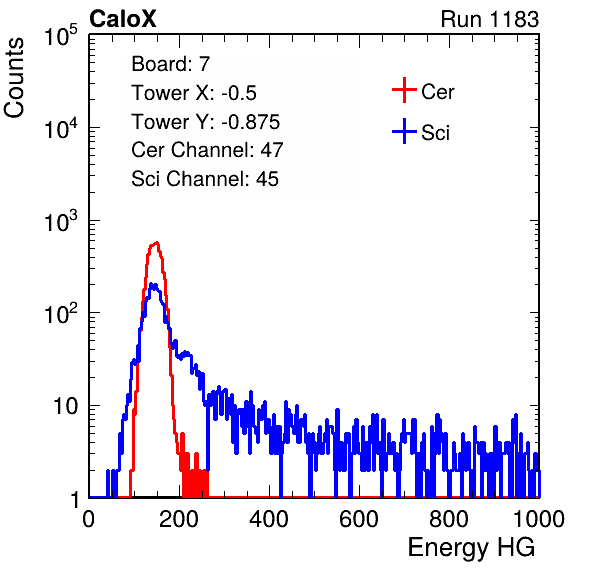 CaloX Run 1183
Counts
10^5
10^4
10^3
10^2
10
1
Board: 7
Tower X: -0.5
Tower Y: -0.875
Cer Channel: 47
Sci Channel: 45
Cer
Sci
0 200 400 600 800 1000
Energy HG